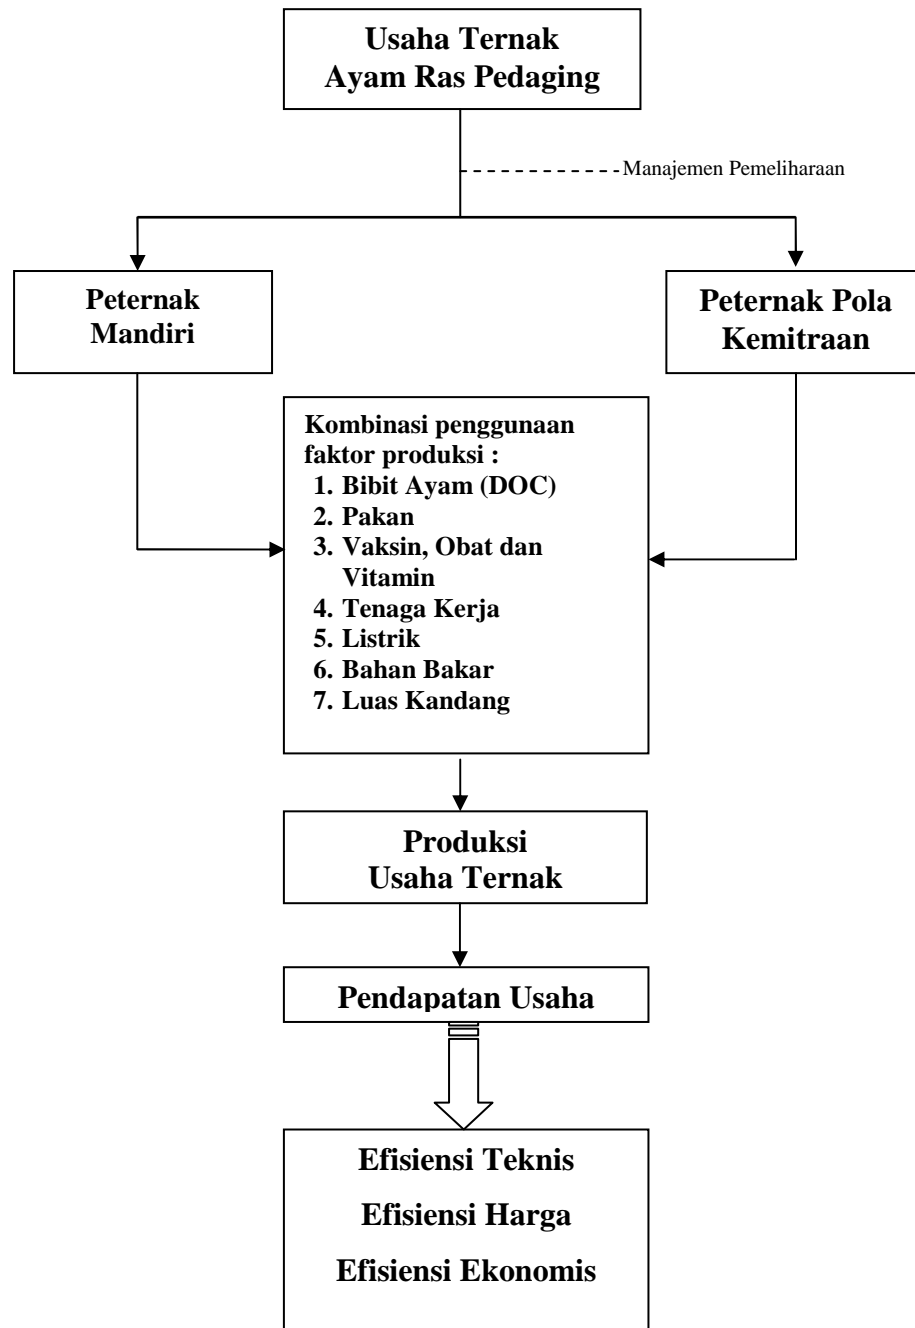 Usaha Ternak
Ayam Ras Pedaging
Manajemen Pemeliharaan
Peternak
Mandiri
Peternak Pola
Kemitraan
Kombinasi penggunaan
faktor produksi :
1. Bibit Ayam (DOC)
2. Pakan
3. Vaksin, Obat dan
Vitamin
4. Tenaga Kerja
5. Listrik
6. Bahan Bakar
7. Luas Kandang
Produksi
Usaha Ternak
Pendapatan Usaha
Efisiensi Teknis
Efisiensi Harga
Efisiensi Ekonomis